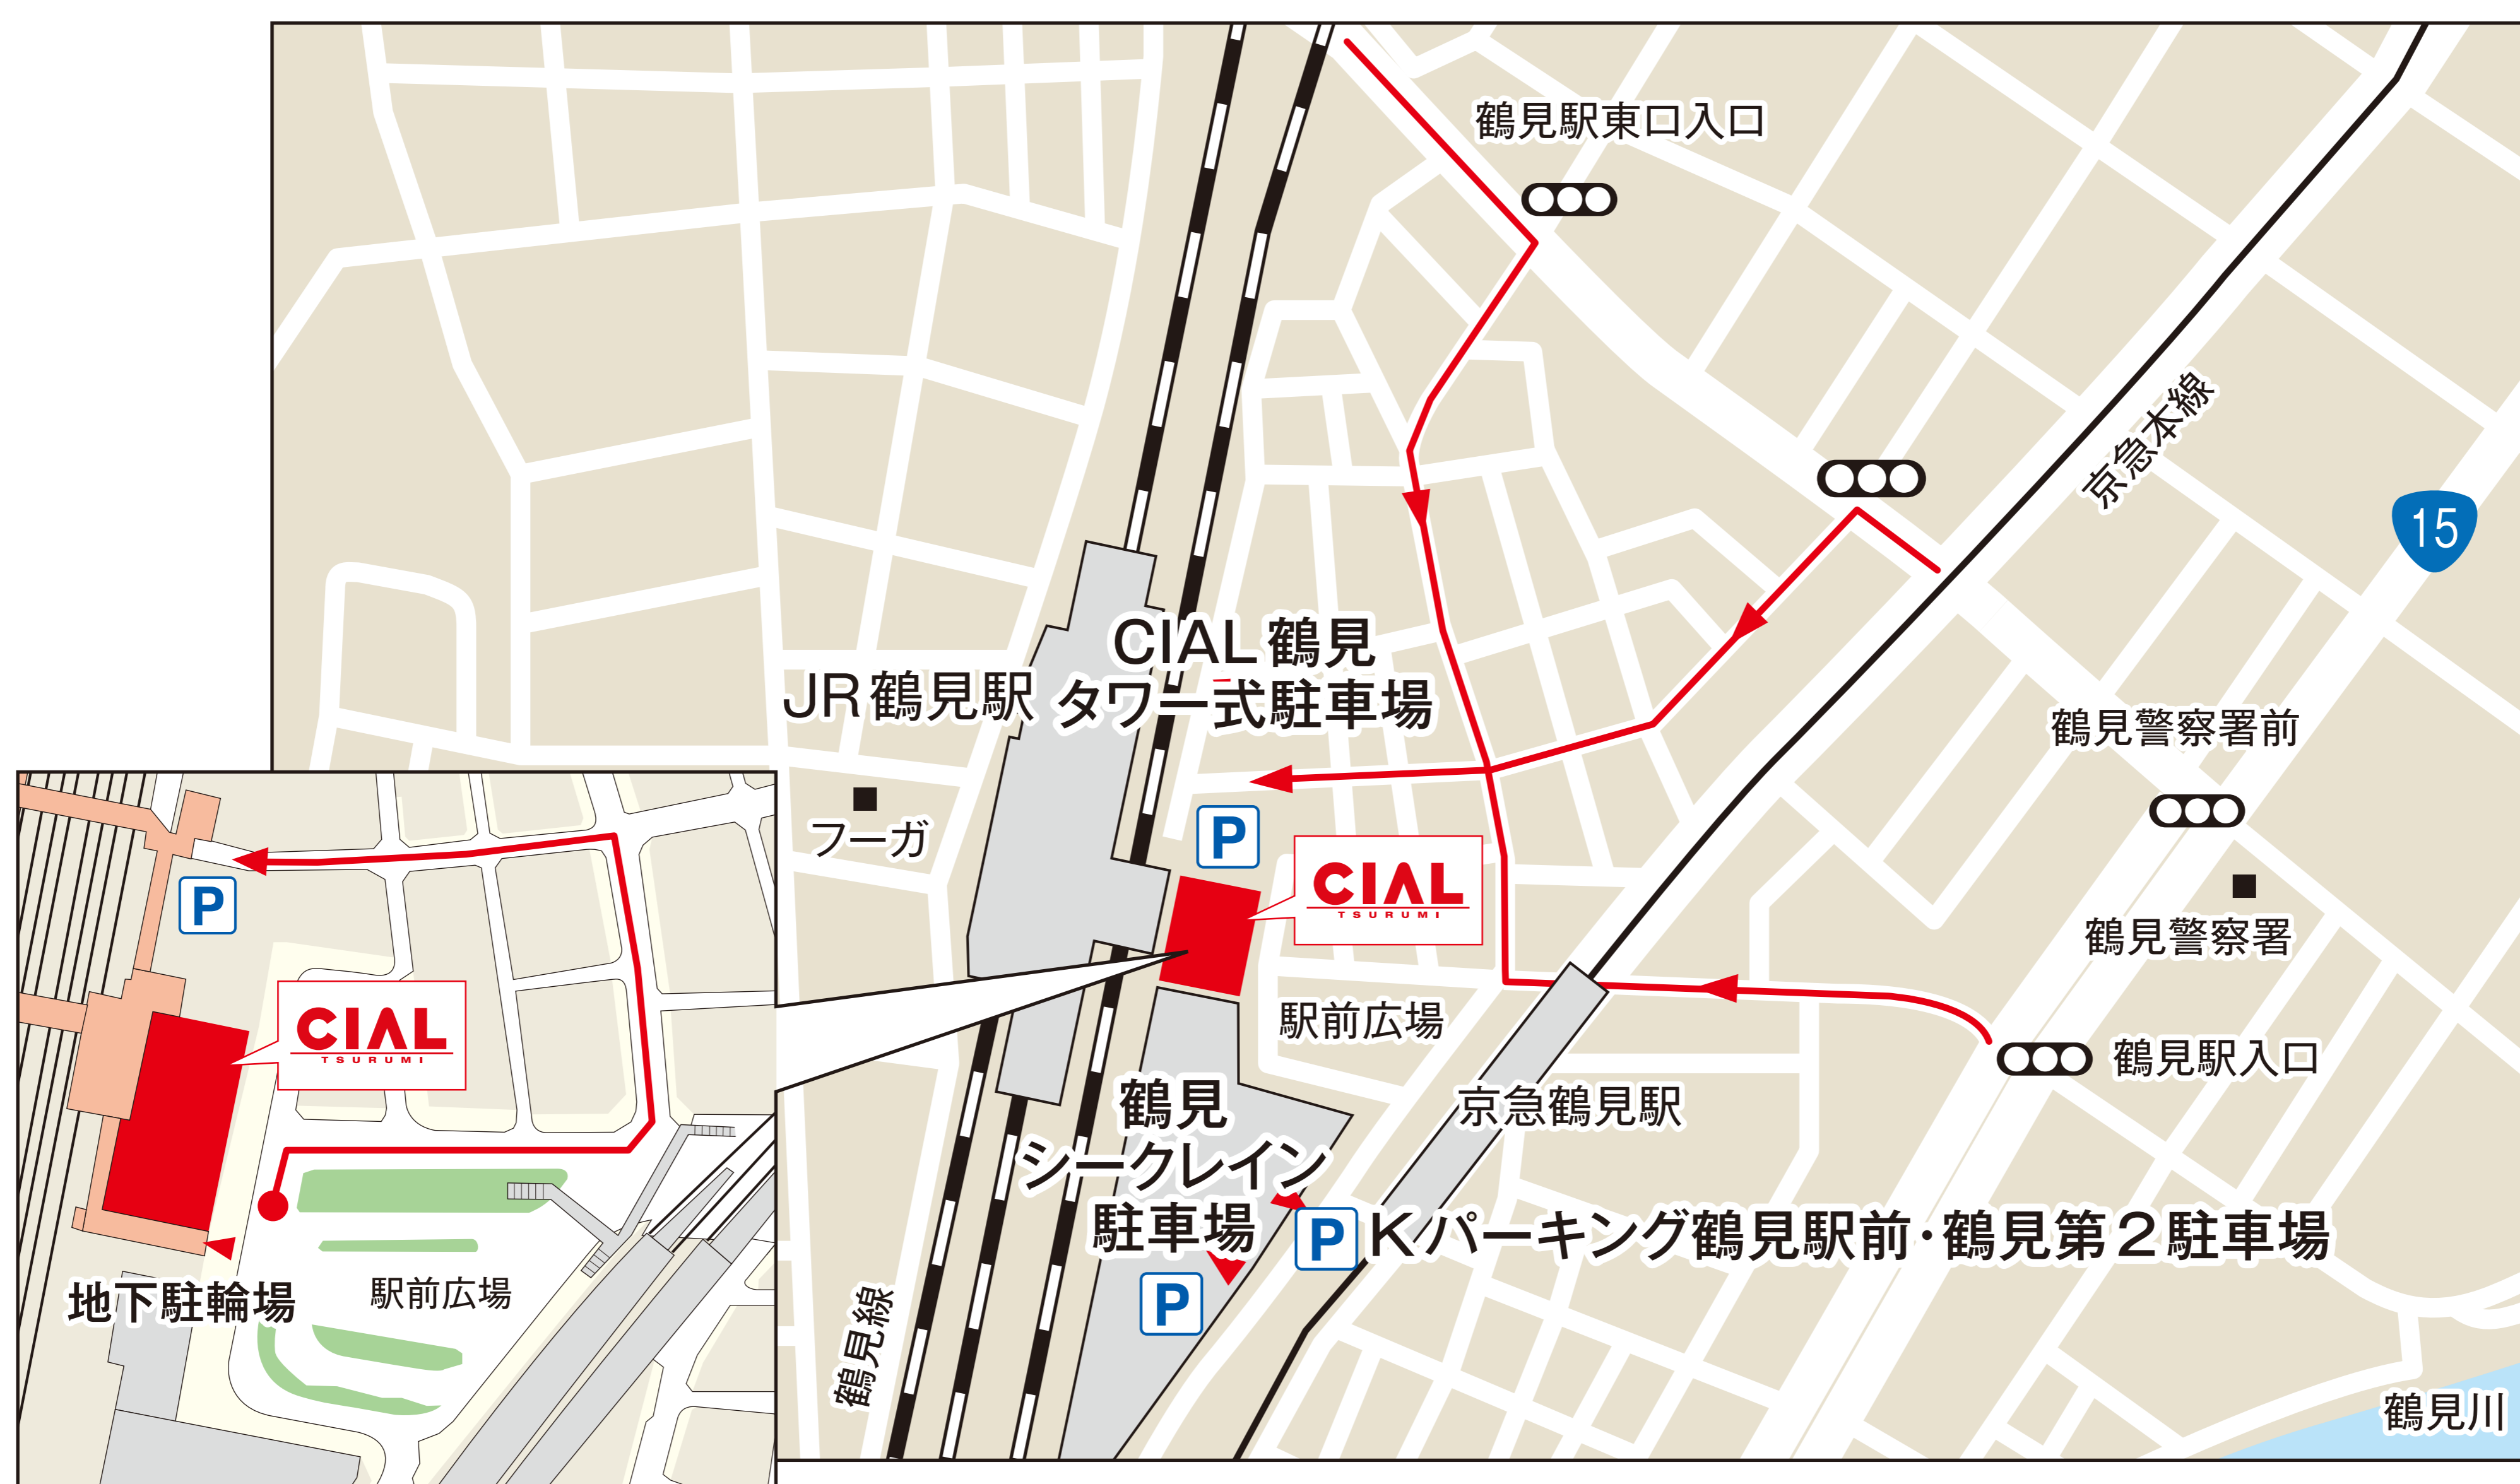 鶴見駅東口入口
京急本線
15
CIAL 鶴見
タワー式駐車場
JR鶴見駅
鶴見警察署前
フーガ
P
CIAL
TSURUMI
鶴見警察署
駅前広場
鶴見駅入口
京急鶴見駅
鶴見
シークレイン
駐車場
P
Kパーキング鶴見駅前・鶴見第2駐車場
P
鶴見線
鶴見川
P
CIAL
TSURUMI
地下駐輪場
駅前広場